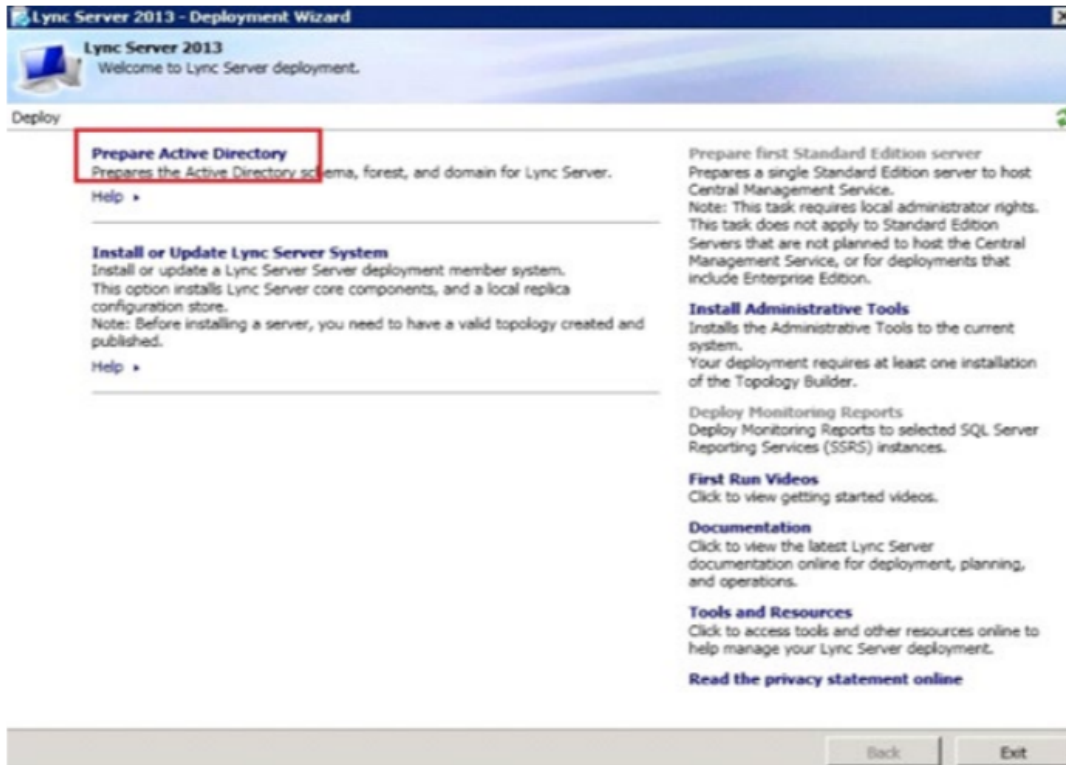 Lync Server 2013 - Deployment Wizard
Lync Server 2013
Welcome to Lync Server deployment.
Deploy
Prepare Active Directory
Prepares the Active Directory schema, forest, and domain for Lync Server.
Help
Install or Update Lync Server System
Install or update a Lync Server Server deployment member system.
This option installs Lync Server core components, and a local replica
configuration store.
Note: Before installing a server, you need to have a valid topology created and
published.
Help
Prepare first Standard Edition server
Prepares a single Standard Edition server to host
Central Management Service.
Note: This task requires local administrator rights.
This task does not apply to Standard Edition
Servers that are not planned to host the Central
Management Service, or for deployments that
include Enterprise Edition.
Install Administrative Tools
Installs the Administrative Tools to the current
system.
Your deployment requires at least one installation
of the Topology Builder.
Deploy Monitoring Reports
Deploy Monitoring Reports to selected SQL Server
Reporting Services (SSRS) instances.
First Run Videos
Click to view getting started videos.
Documentation
Click to view the latest Lync Server
documentation online for deployment, planning,
and operations.
Tools and Resources
Click to access tools and other resources online to
help manage your Lync Server deployment.
Read the privacy statement online
Back
Exit